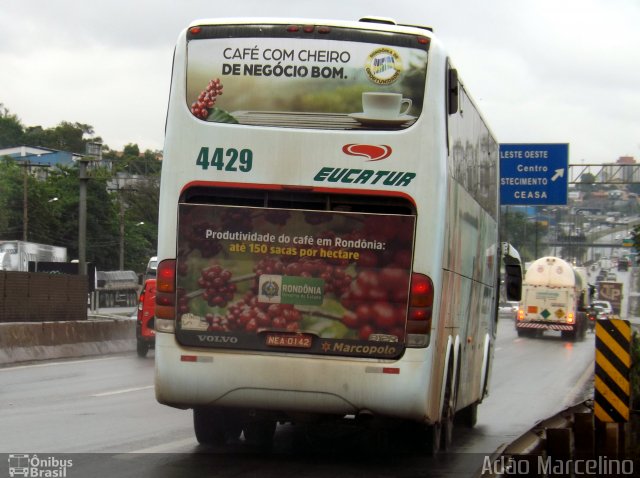 CAFÉ COM CHEIRO
DE NEGÓCIO BOM.
4429
EUCATUR
LESTE OESTE
Centro
STECIMENTO
CEASA
Produtividade do café em Rondônia:
até 150 sacas por hectare
RONDÔNIA
VOLVO
NEA-0142
Marcopolo
Ônibus
Brasil
Adão Marcelino